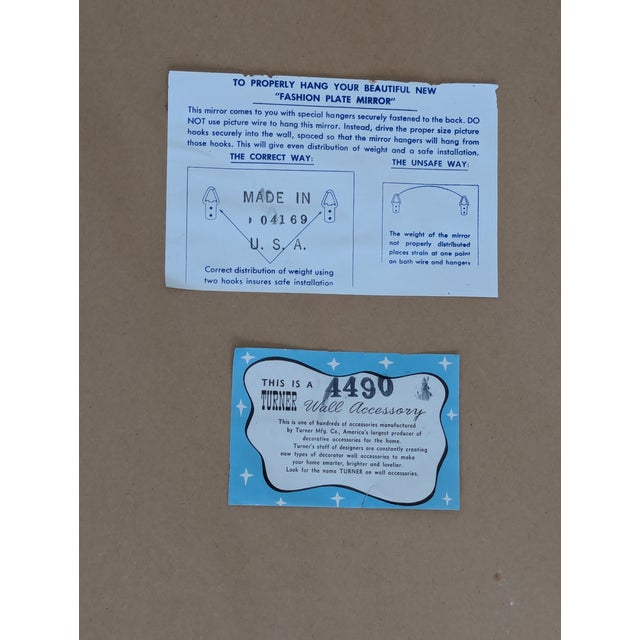 TO PROPERLY HANG YOUR BEAUTIFUL NEW
"FASHION PLATE MIRROR"
This mirror comes to you with special hangers securely fastened to the back. DO
NOT use picture wire to hang this mirror. Instead, drive the proper size picture
hooks securely into the wall, spaced so that the mirror hangers will hang from
those hooks. This will give even distribution of weight and a safe installation.
THE CORRECT WAY:
MADE IN
04169
U. S. A.
Correct distribution of weight using
two hooks insures safe installation
THE UNSAFE WAY:
The weight of the mirror
not properly distributed
places strain at one point
on both wire and hangers
THIS IS A 4490
TURNER Wall Accessory
This is one of hundreds of accessories manufactured
by Turner Mfg. Co., America's largest producer of
decorative accessories for the home.
Turner's staff of designers are constantly creating
new types of decorator wall accessories to make
your home smarter, brighter and lovelier.
Look for the name TURNER on wall accessories.